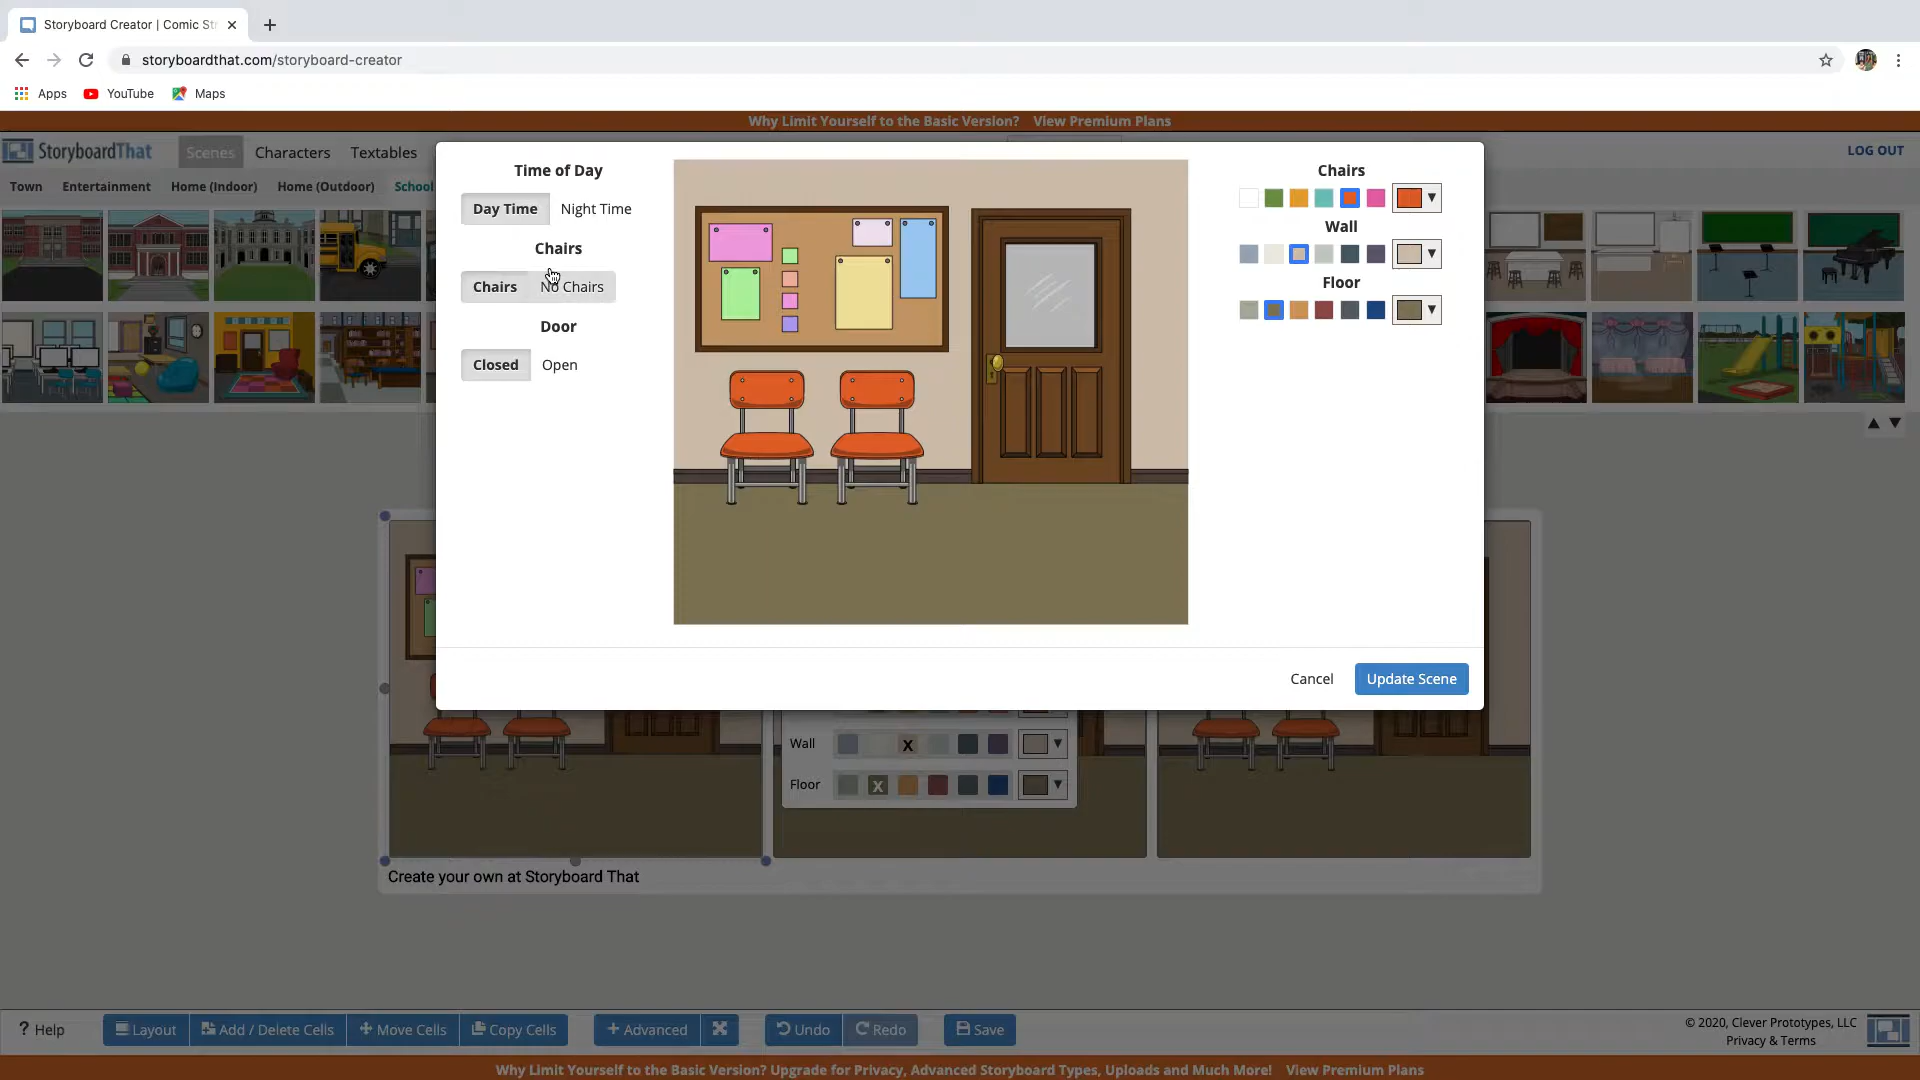 Storyboard Creator | Comic St
storyboardthat.com/storyboard-creator
Apps YouTube Maps
Why Limit Yourself to the Basic Version? View Premium Plans
StoryboardThat Scenes Characters Textables LOG OUT
Town Entertainment Home (Indoor) Home (Outdoor) School
Time of Day
Day Time Night Time
Chairs
Chairs No Chairs
Door
Closed Open
Chairs
Wall
Floor
Cancel Update Scene
Wall X
Floor X
Create your own at Storyboard That
? Help Layout Add / Delete Cells Move Cells Copy Cells + Advanced Undo Redo Save
© 2020, Clever Prototypes, LLC
Privacy & Terms
Why Limit Yourself to the Basic Version? Upgrade for Privacy, Advanced Storyboard Types, Uploads and Much More! View Premium Plans